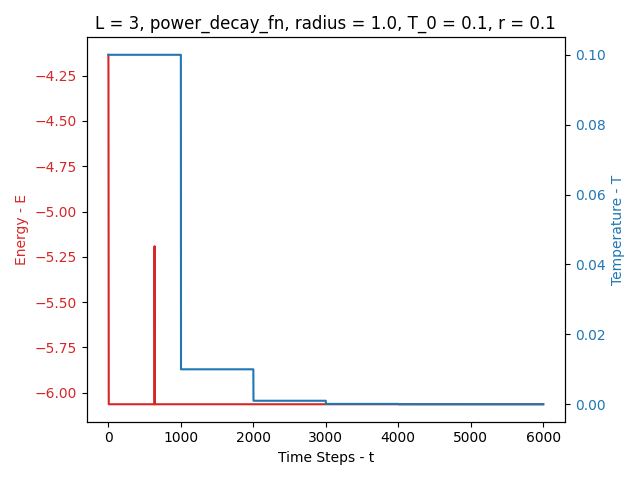 L = 3, power_decay_fn, radius = 1.0, T_0 = 0.1, r = 0.1
Energy - E
−4.25
−4.50
−4.75
−5.00
−5.25
−5.50
−5.75
−6.00
0.10
0.08
0.06
0.04
0.02
0.00
Temperature - T
0 1000 2000 3000 4000 5000 6000
Time Steps - t